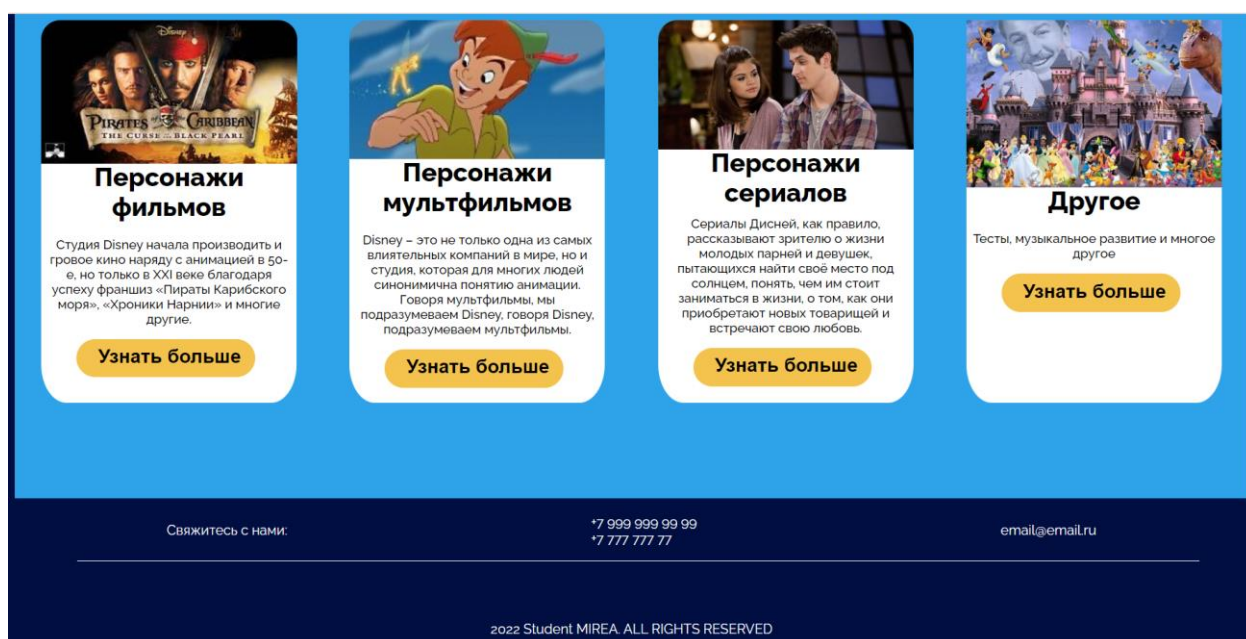 Disney
PIRATES of the CARIBBEAN
THE CURSE OF THE BLACK PEARL
Персонажи
фильмов
Студия Disney начала производить и
гровое кино наряду с анимацией в 50-
е, но только в XXI веке благодаря
успеху франшиз «Пираты Карибского
моря», «Хроники Нарнии» и многие
другие.
Узнать больше
Персонажи
мультфильмов
Disney – это не только одна из самых
влиятельных компаний в мире, но и
студия, которая для многих людей
синонимична понятию анимации.
Говоря мультфильмы, мы
подразумеваем Disney, говоря Disney,
подразумеваем мультфильмы.
Узнать больше
Персонажи
сериалов
Сериалы Дисней, как правило,
рассказывают зрителю о жизни
молодых парней и девушек,
пытающихся найти своё место под
солнцем, понять, чем им стоит
заниматься в жизни, о том, как они
приобретают новых товарищей и
встречают свою любовь.
Узнать больше
Другое
Тесты, музыкальное развитие и многое
другое
Узнать больше
Свяжитесь с нами:
+7 999 999 99 99
+7 777 777 77
email@email.ru
2022 Student MIREA. ALL RIGHTS RESERVED